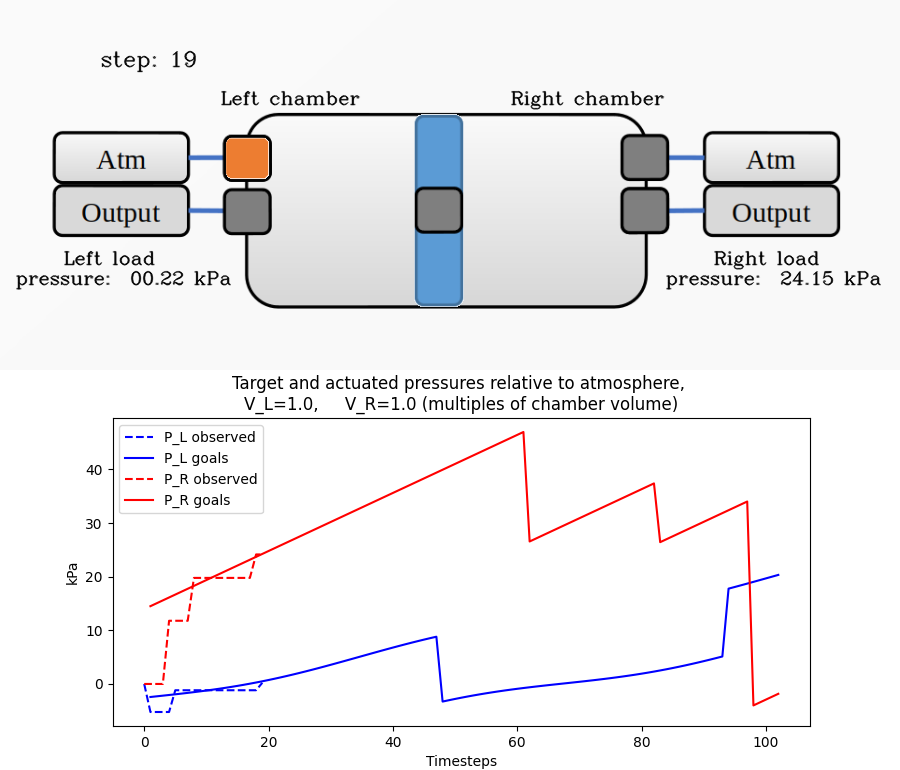 step: 19
Left chamber
Right chamber
Atm
Atm
Output
Output
Left load
pressure: 00.22 kPa
Right load
pressure: 24.15 kPa
Target and actuated pressures relative to atmosphere,
V_L=1.0, V_R=1.0 (multiples of chamber volume)
P_L observed
P_L goals
P_R observed
P_R goals
kPa
40
30
20
10
0
0 20 40 60 80 100
Timesteps